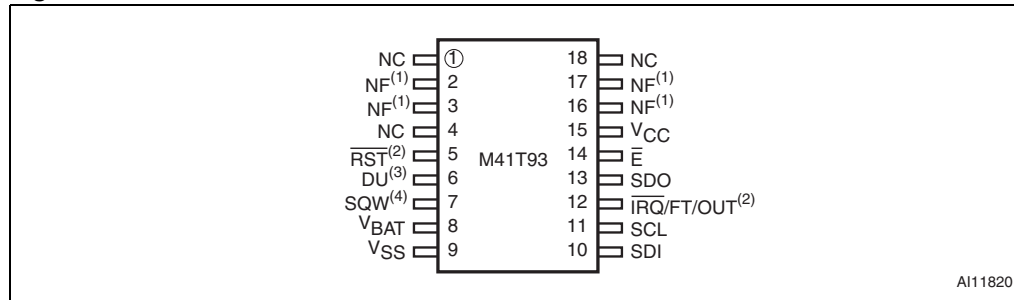 NC 1 18 NC
NF(1) 2 17 NF(1)
NF(1) 3 16 NF(1)
NC 4 15 VCC
RST(2) 5 M41T93 14 E
DU(3) 6 13 SDO
SQW(4) 7 12 IRQ/FT/OUT(2)
VBAT 8 11 SCL
VSS 9 10 SDI
AI11820